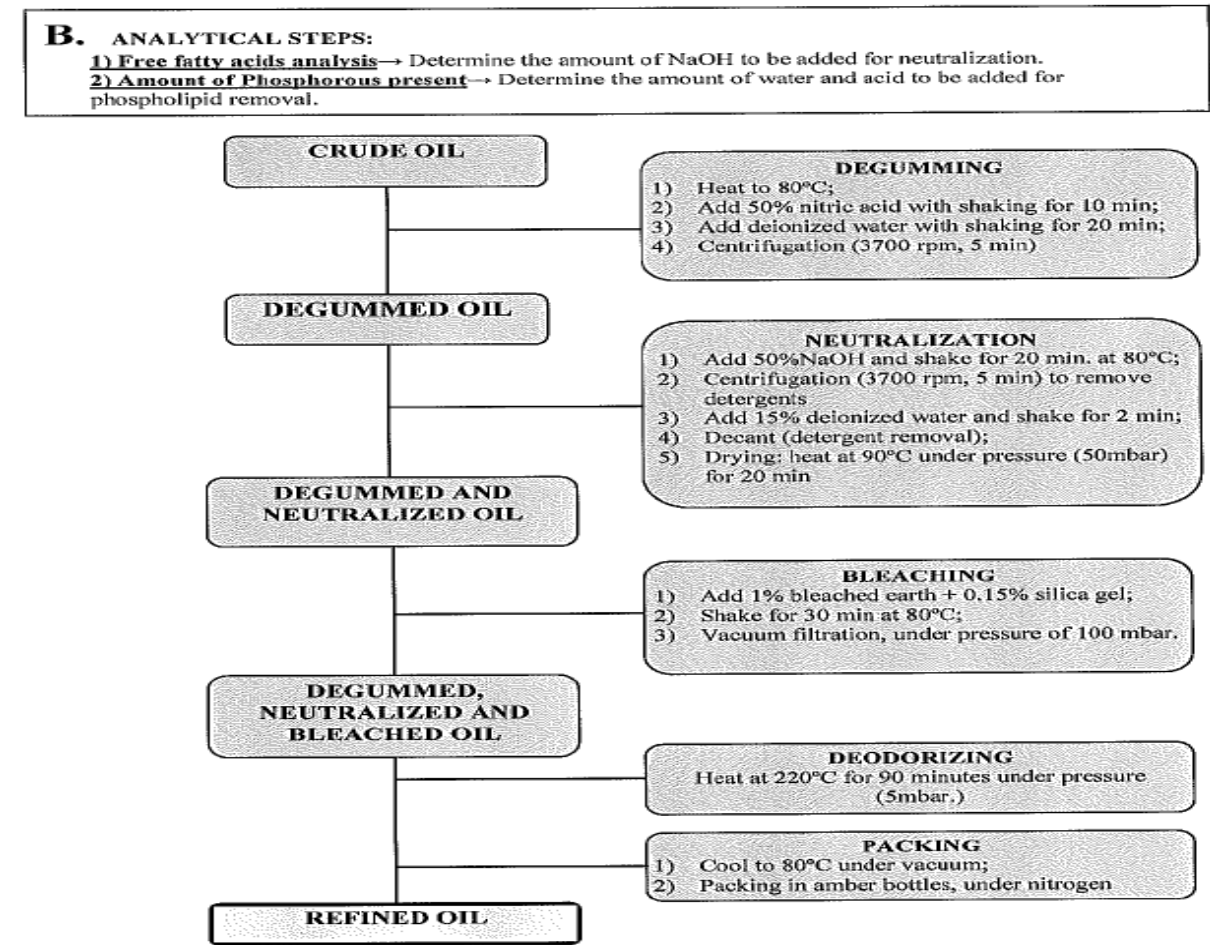 B. ANALYTICAL STEPS:
1) Free fatty acids analysis→ Determine the amount of NaOH to be added for neutralization.
2) Amount of Phosphorous present→ Determine the amount of water and acid to be added for
phospholipid removal.
CRUDE OIL
DEGUMMING
1) Heat to 80ºC;
2) Add 50% nitric acid with shaking for 10 min;
3) Add deionized water with shaking for 20 min;
4) Centrifugation (3700 rpm, 5 min)
DEGUMMED OIL
NEUTRALIZATION
1) Add 50%NaOH and shake for 20 min. at 80ºC;
2) Centrifugation (3700 rpm, 5 min) to remove
detergents
3) Add 15% deionized water and shake for 2 min;
4) Decant (detergent removal);
5) Drying: heat at 90ºC under pressure (50mbar)
for 20 min
DEGUMMED AND
NEUTRALIZED OIL
BLEACHING
1) Add 1% bleached earth + 0.15% silica gel;
2) Shake for 30 min at 80ºC;
3) Vacuum filtration, under pressure of 100 mbar.
DEGUMMED,
NEUTRALIZED AND
BLEACHED OIL
DEODORIZING
Heat at 220ºC for 90 minutes under pressure
(5mbar.)
PACKING
1) Cool to 80ºC under vacuum;
2) Packing in amber bottles, under nitrogen
REFINED OIL